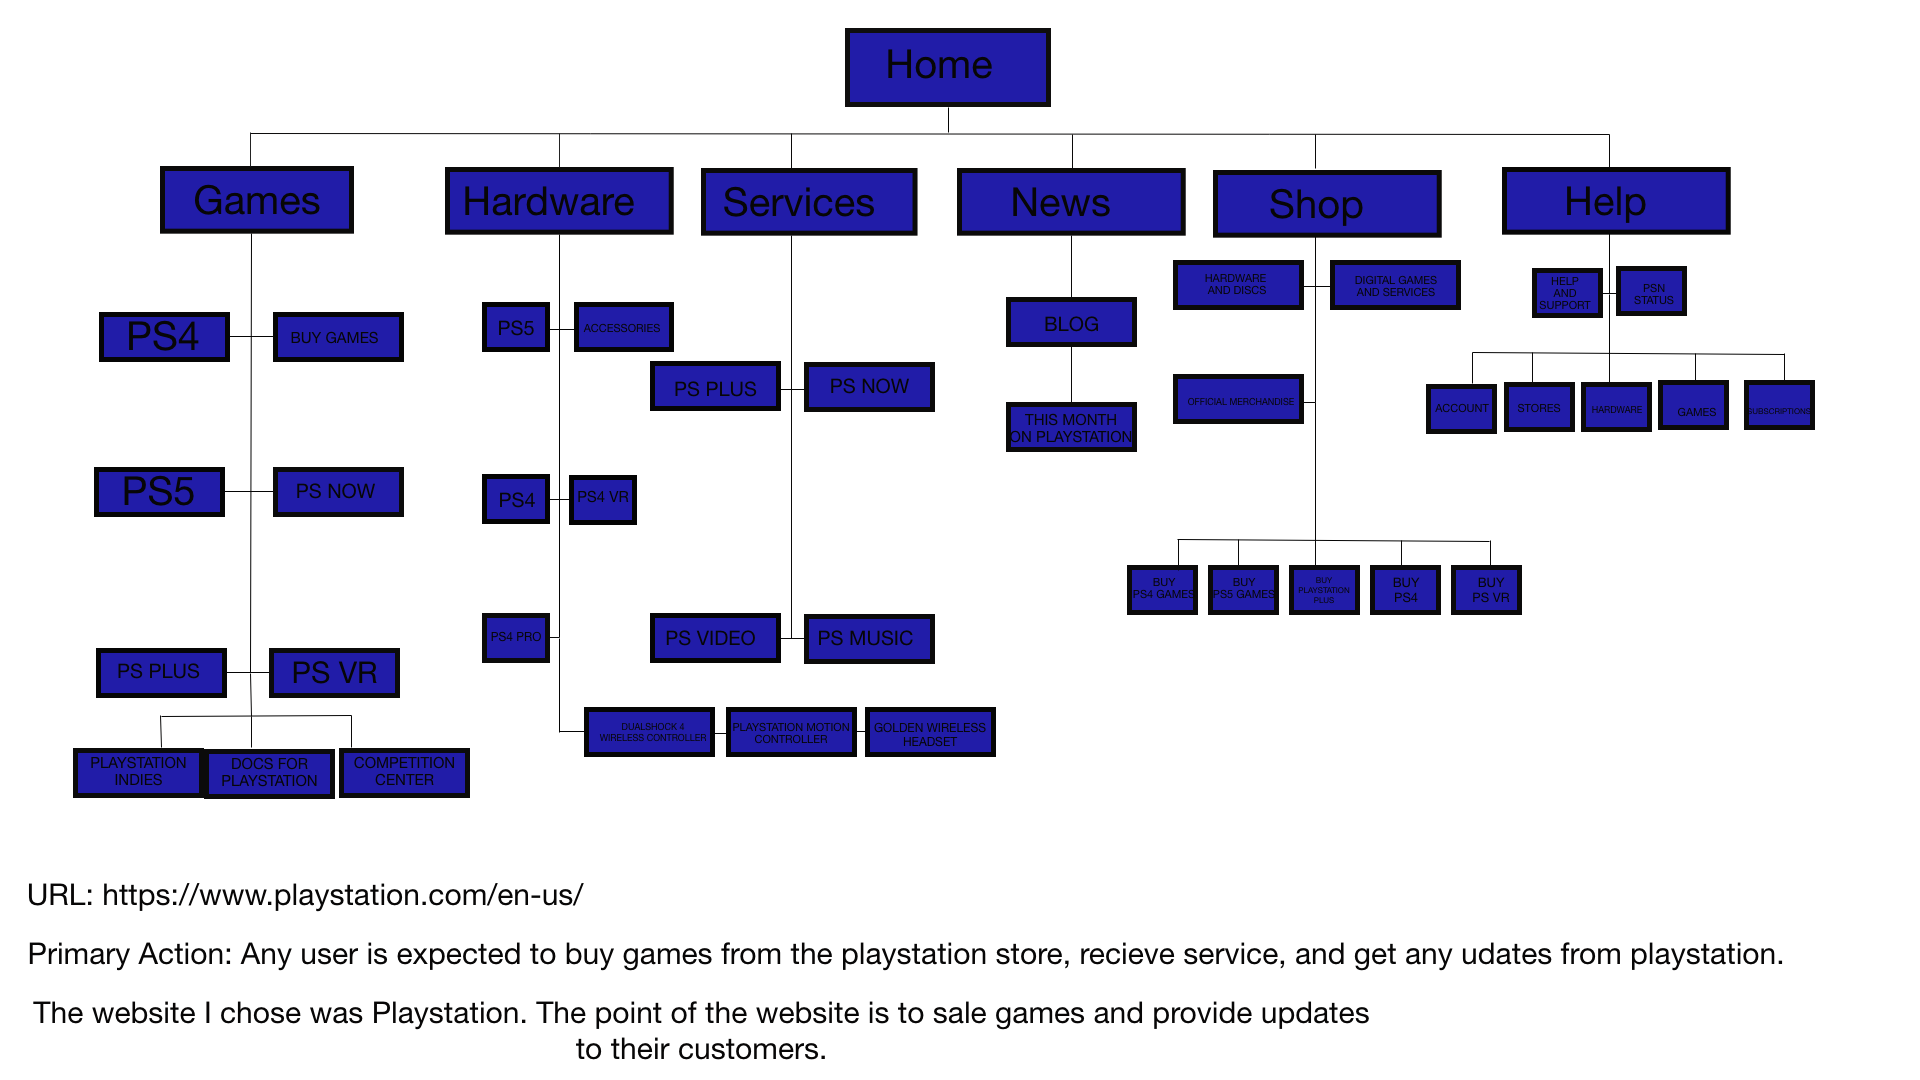 Home
Games
Hardware
Services
News
Shop
Help
PS4
BUY GAMES
PS5
PS NOW
PS PLUS
PS VR
PLAYSTATION
INDIES
DOCS FOR
PLAYSTATION
COMPETITION
CENTER
PS5
ACCESSORIES
PS4
PS4 VR
PS4 PRO
DUALSHOCK 4
WIRELESS CONTROLLER
PLAYSTATION MOTION
CONTROLLER
GOLDEN WIRELESS
HEADSET
PS PLUS
PS NOW
PS VIDEO
PS MUSIC
BLOG
THIS MONTH
ON PLAYSTATION
HARDWARE
AND DISCS
DIGITAL GAMES
AND SERVICES
OFFICIAL MERCHANDISE
BUY
PS4 GAMES
BUY
PS5 GAMES
BUY
PLAYSTATION
PLUS
BUY
PS4
BUY
PS VR
HELP
AND
SUPPORT
PSN
STATUS
ACCOUNT
STORES
HARDWARE
GAMES
SUBSCRIPTIONS
URL: https://www.playstation.com/en-us/
Primary Action: Any user is expected to buy games from the playstation store, recieve service, and get any udates from playstation.
The website I chose was Playstation. The point of the website is to sale games and provide updates
to their customers.